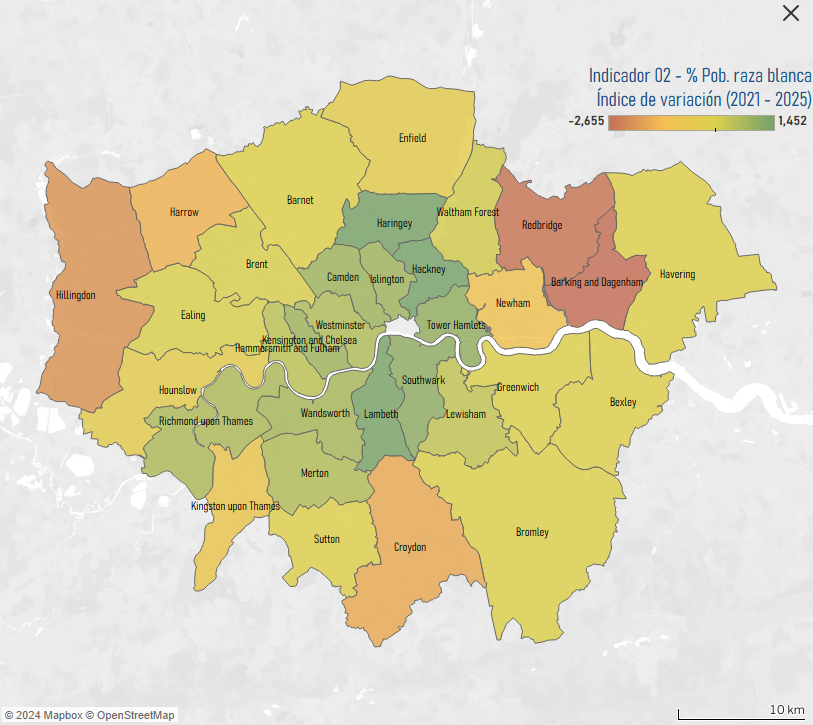 Indicador 02 - % Pob. raza blanca
Índice de variación (2021 - 2025)
-2,655
1,452
Enfield
Barnet
Harrow
Haringey
Waltham Forest
Redbridge
Brent
Camden
Islington
Hackney
Havering
Barking and Dagenham
Hillingdon
Newham
Ealing
Westminster
Tower Hamlets
Kensington and Chelsea
Hammersmith and Fulham
Hounslow
Southwark
Greenwich
Bexley
Richmond upon Thames
Wandsworth
Lambeth
Lewisham
Merton
Kingston upon Thames
Sutton
Croydon
Bromley
10 km
© 2024 Mapbox © OpenStreetMap